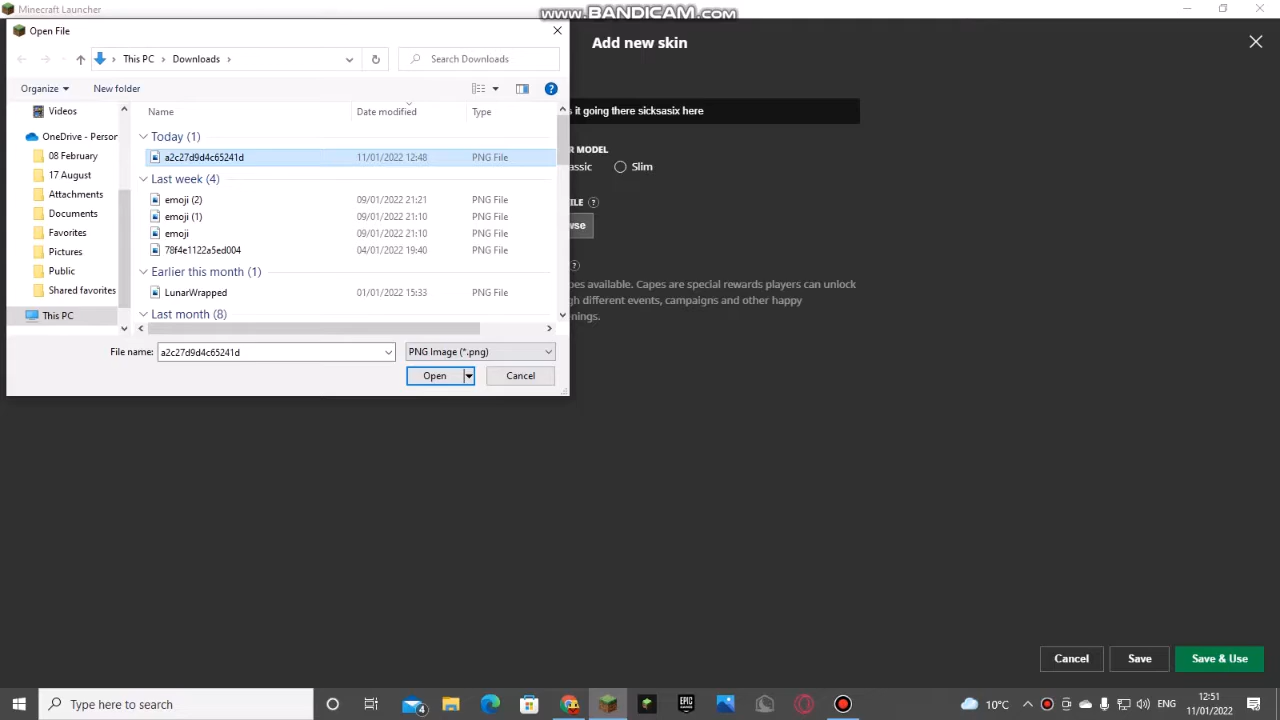 Minecraft Launcher
www.BANDICAM.com
Open File
Add new skin
This PC
Downloads
Search Downloads
Organize
New folder
Name
Date modified
Type
Videos
OneDrive - Person
08 February
17 August
Attachments
Documents
Favorites
Pictures
Public
Shared favorites
This PC
Today (1)
a2c27d9d4c65241d 11/01/2022 12:48 PNG File
Last week (4)
emoji (2) 09/01/2022 21:21 PNG File
emoji (1) 09/01/2022 21:10 PNG File
emoji 09/01/2022 21:10 PNG File
78f4e1122a5ed004 04/01/2022 19:40 PNG File
Earlier this month (1)
LunarWrapped 01/01/2022 15:33 PNG File
Last month (8)
File name: a2c27d9d4c65241d PNG Image (*.png)
Open
Cancel
s it going there sicksasix here
R MODEL
assic
Slim
ILE ?
wse
?
pes available. Capes are special rewards players can unlock
gh different events, campaigns and other happy
nings.
Cancel
Save
Save & Use
Type here to search
4
EPIC
GAMES
10°C
ENG
12:51
11/01/2022